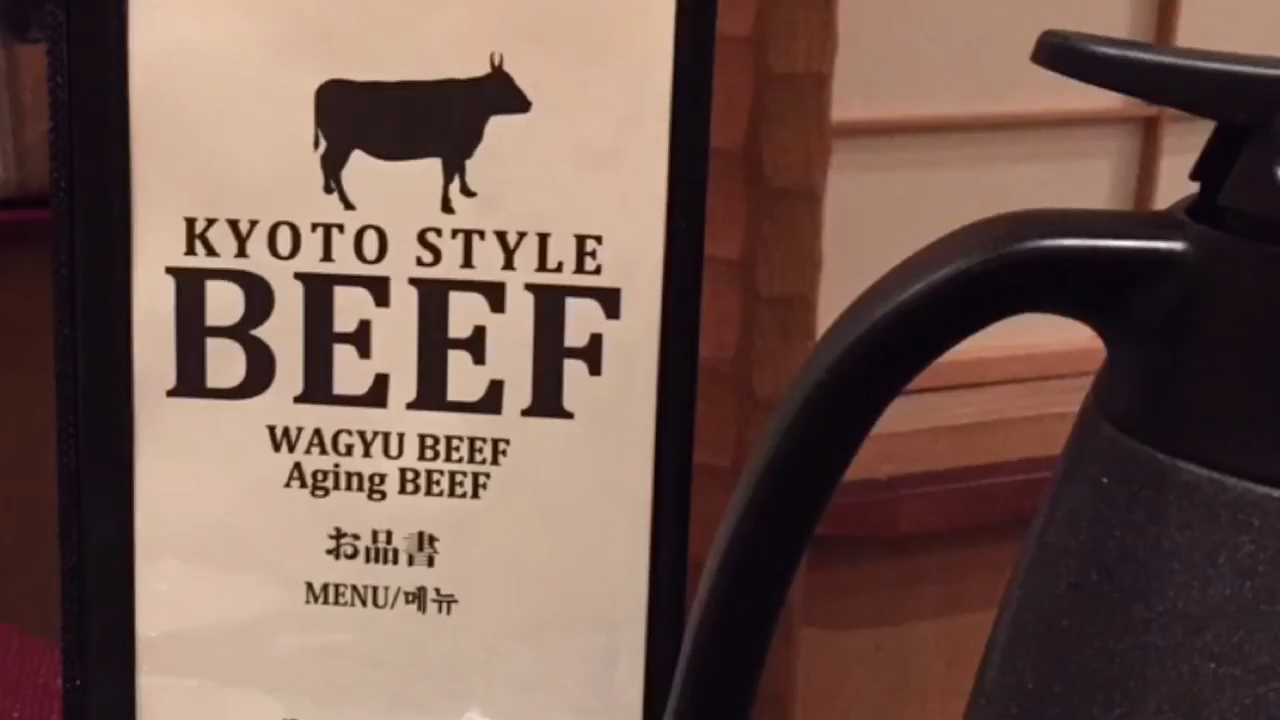 KYOTO STYLE
BEEF
WAGYU BEEF
Aging BEEF
お品書
MENU/메뉴